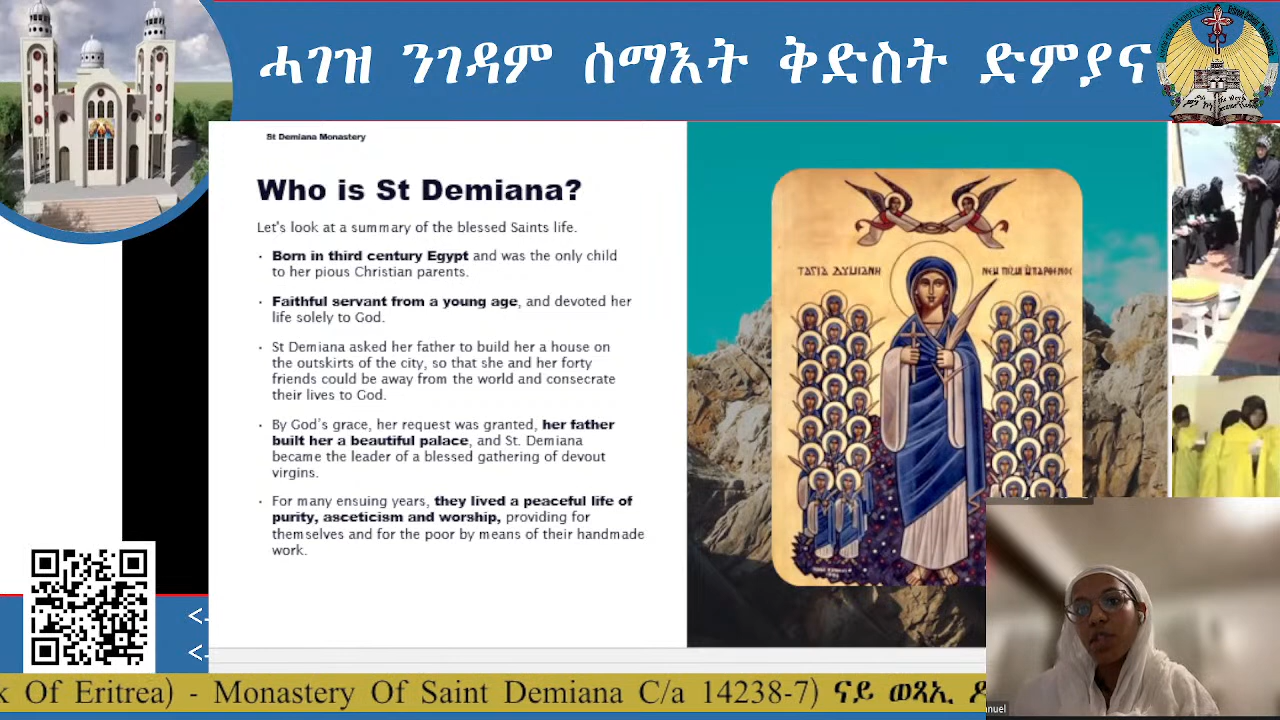 ሓገዝ ንገዳም ሰማእት ቅድስት ድምያና
St Demiana Monastery
Who is St Demiana?
Let's look at a summary of the blessed Saints life.
· Born in third century Egypt and was the only child
to her pious Christian parents.
· Faithful servant from a young age, and devoted her
life solely to God.
· St Demiana asked her father to build her a house on
the outskirts of the city, so that she and her forty
friends could be away from the world and consecrate
their lives to God.
· By God's grace, her request was granted, her father
built her a beautiful palace, and St. Demiana
became the leader of a blessed gathering of devout
virgins.
· For many ensuing years, they lived a peaceful life of
purity, asceticism and worship, providing for
themselves and for the poor by means of their handmade
work.
<-
<-
k Of Eritrea) - Monastery Of Saint Demiana C/a 14238-7) ናይ ወጻኢ
nuel